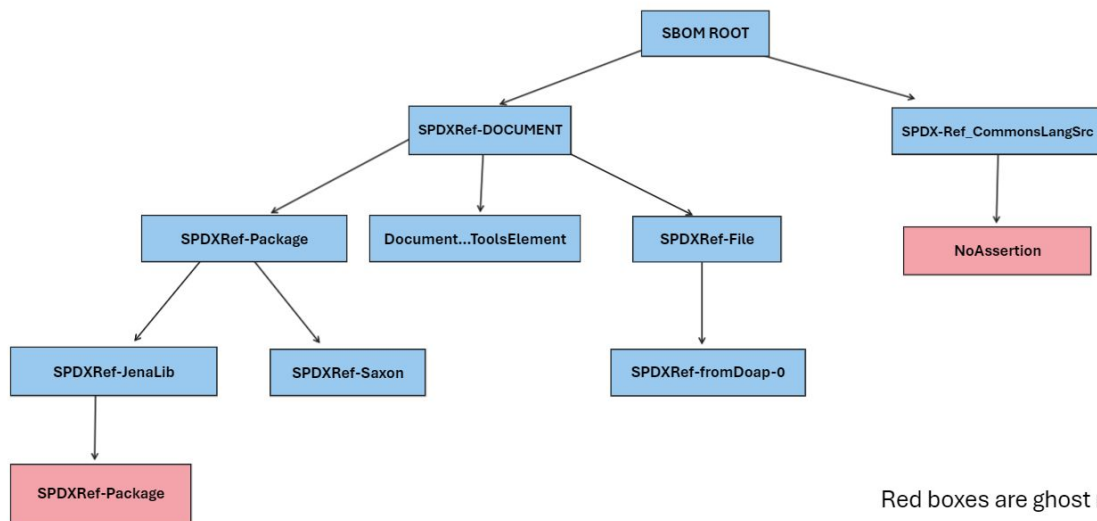 SBOM ROOT
SPDXRef-DOCUMENT
SPDX-Ref_CommonsLangSrc
SPDXRef-Package
Document...ToolsElement
SPDXRef-File
NoAssertion
SPDXRef-JenaLib
SPDXRef-Saxon
SPDXRef-fromDoap-0
SPDXRef-Package
Red boxes are ghost